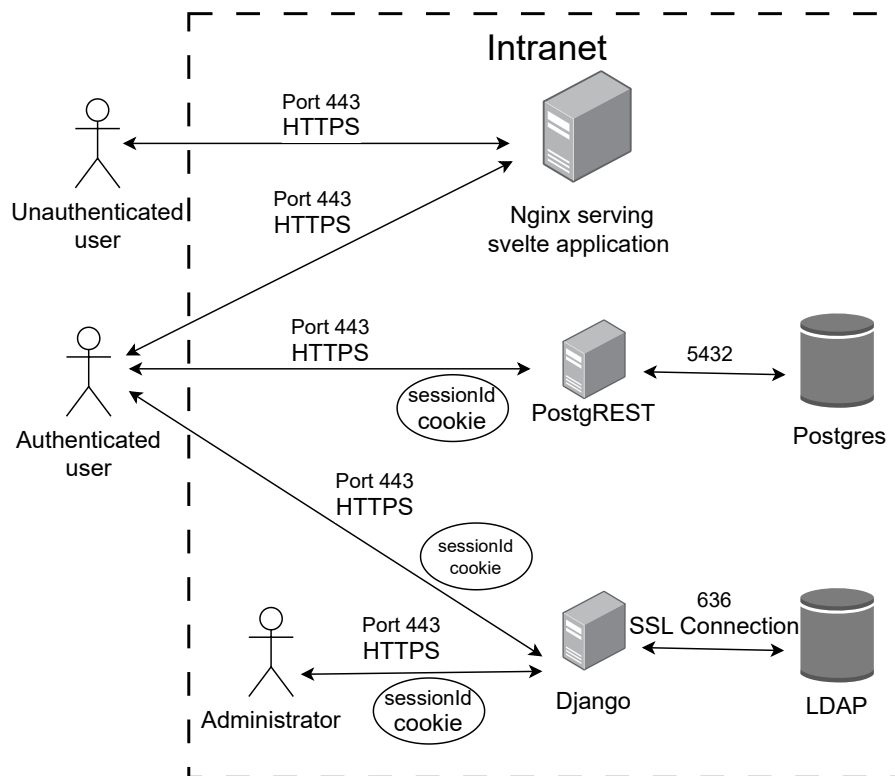 Intranet
Port 443
HTTPS
Unauthenticated
user
Port 443
HTTPS
Nginx serving
svelte application
Port 443
HTTPS
sessionId
cookie
PostgREST
5432
Postgres
Authenticated
user
Port 443
HTTPS
sessionId
cookie
Port 443
HTTPS
sessionId
cookie
Administrator
Django
636
SSL Connection
LDAP